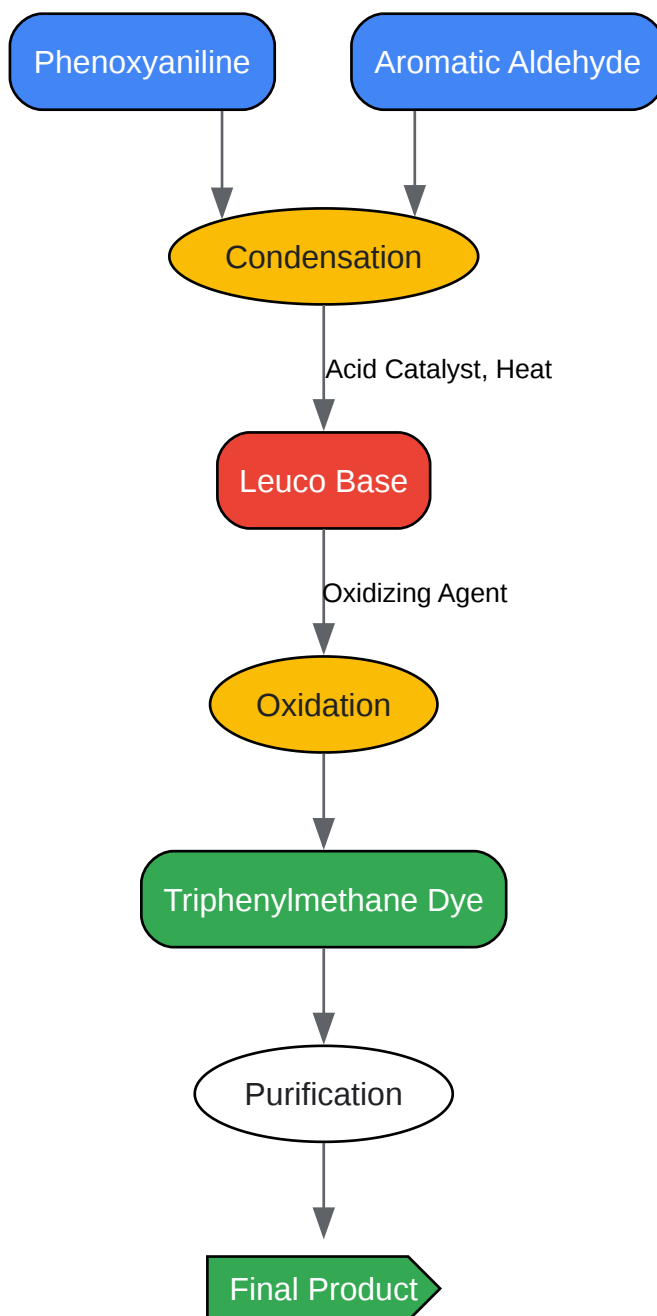 Phenoxyaniline
Aromatic Aldehyde
Condensation
Acid Catalyst, Heat
Leuco Base
Oxidizing Agent
Oxidation
Triphenylmethane Dye
Purification
Final Product